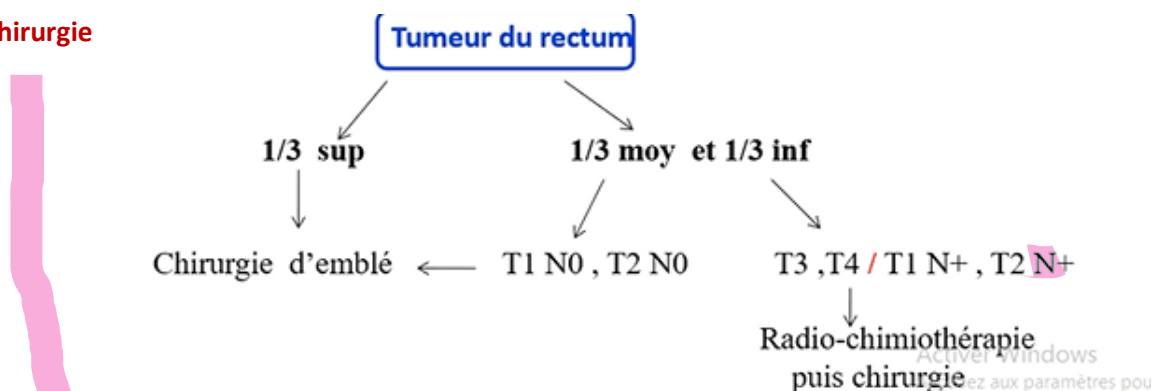 hirurgie
Tumeur du rectum
1/3 sup
1/3 moy et 1/3 inf
Chirurgie d'emblé
T1 N0 , T2 N0
T3 ,T4 / T1 N+ , T2 N+
Radio-chimiothérapie
puis chirurgie
Activer Windows
ez aux paramètres pou